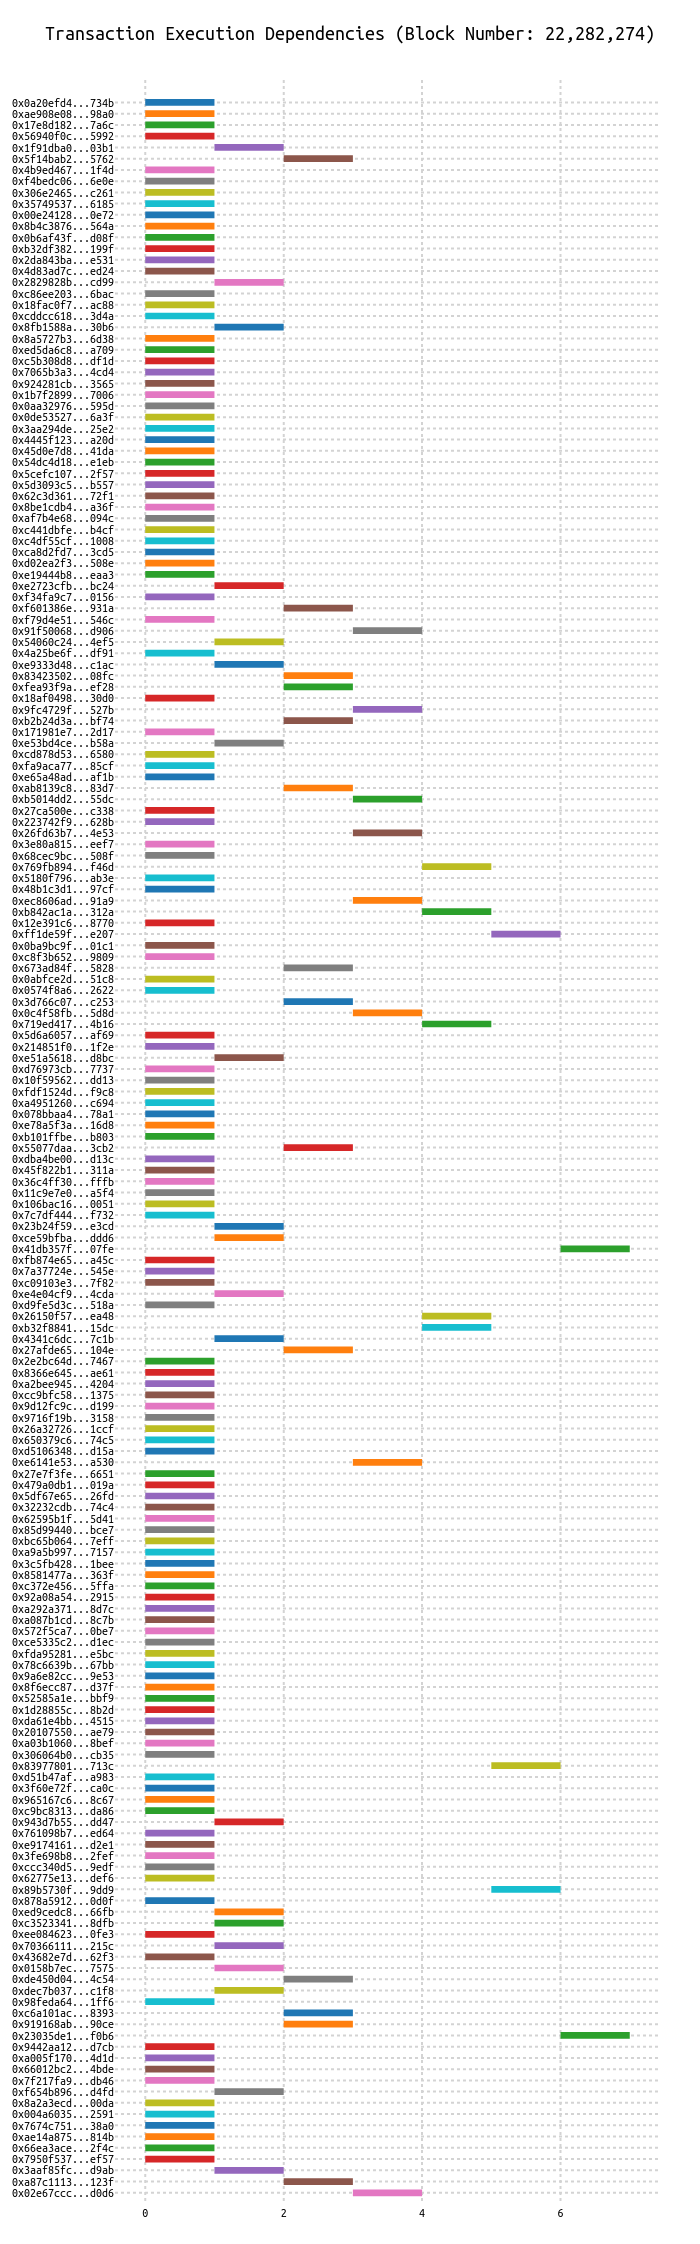 Transaction Execution Dependencies (Block Number: 22,282,274)
0x0a20efd4...734b
0xae908e08...98a0
0x17e8d182...7a6c
0x56940f0c...5992
0x1f91dba0...03b1
0x5f14bab2...5762
0x4b9ed467...1f4d
0xf4bedc06...6e0e
0x306e2465...c261
0x35749537...6185
0x00e24128...0e72
0x8b4c3876...564a
0x0b6af43f...d08f
0xb32df382...199f
0x2da843ba...e531
0x4d83ad7c...ed24
0x2829828b...cd99
0xc86ee203...6bac
0x18fac0f7...ac88
0xcddcc618...3d4a
0x8fb1588a...30b6
0x8a5727b3...6d38
0xed5da6c8...a709
0xc5b308d8...df1d
0x7065b3a3...4cd4
0x924281cb...3565
0x1b7f2899...7006
0x0aa32976...595d
0x0de53527...6a3f
0x3aa294de...25e2
0x4445f123...a20d
0x45d0e7d8...41da
0x54dc4d18...e1eb
0x5cefc107...2f57
0x5d3093c5...b557
0x62c3d361...72f1
0x8be1cdb4...a36f
0xaf7b4e68...094c
0xc441dbfe...b4cf
0xc4df55cf...1008
0xca8d2fd7...3cd5
0xd02ea2f3...508e
0xe19444b8...eaa3
0xe2723cfb...bc24
0xf34fa9c7...0156
0xf601386e...931a
0xf79d4e51...546c
0x91f50068...d906
0x54060c24...4ef5
0x4a25be6f...df91
0xe9333d48...c1ac
0x83423502...08fc
0xfea93f9a...ef28
0x18af0498...30d0
0x9fc4729f...527b
0xb2b24d3a...bf74
0x171981e7...2d17
0xe53bd4ce...b58a
0xcd878d53...6580
0xfa9aca77...85cf
0xe65a48ad...af1b
0xab8139c8...83d7
0xb5014dd2...55dc
0x27ca500e...c338
0x223742f9...628b
0x26fd63b7...4e53
0x3e80a815...eef7
0x68cec9bc...508f
0x769fb894...f46d
0x5180f796...ab3e
0x48b1c3d1...97cf
0xec8606ad...91a9
0xb842ac1a...312a
0x12e391c6...8770
0xff1de59f...e207
0x0ba9bc9f...01c1
0xc8f3b652...9809
0x673ad84f...5828
0x0abfce2d...51c8
0x0574f8a6...2622
0x3d766c07...c253
0x0c4f58fb...5d8d
0x719ed417...4b16
0x5d6a6057...af69
0x214851f0...1f2e
0xe51a5618...d8bc
0xd76973cb...7737
0x10f59562...dd13
0xfdf1524d...f9c8
0xa4951260...c694
0x078bbaa4...78a1
0xe78a5f3a...16d8
0xb101ffbe...b803
0x55077daa...3cb2
0xdba4be00...d13c
0x45f822b1...311a
0x36c4ff30...fffb
0x11c9e7e0...a5f4
0x106bac16...0051
0x7c7df444...f732
0x23b24f59...e3cd
0xce59bfba...ddd6
0x41db357f...07fe
0xfb874e65...a45c
0x7a37724e...545e
0xc09103e3...7f82
0xe4e04cf9...4cda
0xd9fe5d3c...518a
0x26150f57...ea48
0xb32f8841...15dc
0x4341c6dc...7c1b
0x27afde65...104e
0x2e2bc64d...7467
0x8366e645...ae61
0xa2bee945...4204
0xcc9bfc58...1375
0x9d12fc9c...d199
0x9716f19b...3158
0x26a32726...1ccf
0x650379c6...74c5
0xd5106348...d15a
0xe6141e53...a530
0x27e7f3fe...6651
0x479a0db1...019a
0x5df67e65...26fd
0x32232cdb...74c4
0x62595b1f...5d41
0x85d99440...bce7
0xbc65b064...7eff
0xa9a5b997...7157
0x3c5fb428...1bee
0x8581477a...363f
0xc372e456...5ffa
0x92a08a54...2915
0xa292a371...8d7c
0xa087b1cd...8c7b
0x572f5ca7...0be7
0xce5335c2...d1ec
0xfda95281...e5bc
0x78c6639b...67bb
0x9a6e82cc...9e53
0x8f6ecc87...d37f
0x52585a1e...bbf9
0x1d28855c...8b2d
0xda61e4bb...4515
0x20107550...ae79
0xa03b1060...8bef
0x306064b0...cb35
0x83977801...713c
0xd51b47af...a983
0x3f60e72f...ca0c
0x965167c6...8c67
0xc9bc8313...da86
0x943d7b55...dd47
0x761098b7...ed64
0xe9174161...d2e1
0x3fe698b8...2fef
0xccc340d5...9edf
0x62775e13...def6
0x89b5730f...9dd9
0x878a5912...0d0f
0xed9cedc8...66fb
0xc3523341...8dfb
0xee084623...0fe3
0x70366111...215c
0x43682e7d...62f3
0x0158b7ec...7575
0xde450d04...4c54
0xdec7b037...c1f8
0x98feda64...1ff6
0xc6a101ac...8393
0x919168ab...90ce
0x23035de1...f0b6
0x9442aa12...d7cb
0xa005f170...4d1d
0x66012bc2...4bde
0x7f217fa9...db46
0xf654b896...d4fd
0x8a2a3ecd...00da
0x004a6035...2591
0x7674c751...38a0
0xae14a875...814b
0x66ea3ace...2f4c
0x7950f537...ef57
0x3aaf85fc...d9ab
0xa87c1113...123f
0x02e67ccc...d0d6
0 2 4 6